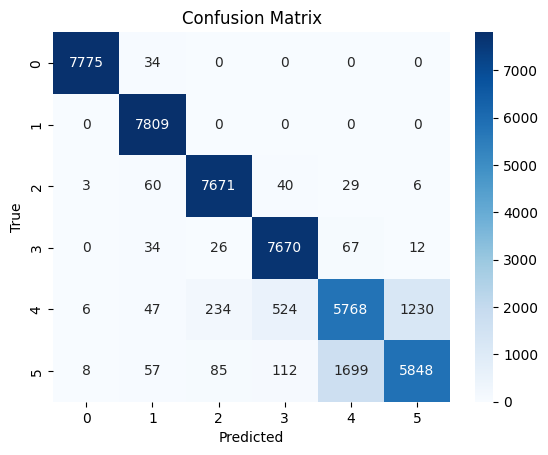 Confusion Matrix
True
0 7775 34 0 0 0 0
1 0 7809 0 0 0 0
2 3 60 7671 40 29 6
3 0 34 26 7670 67 12
4 6 47 234 524 5768 1230
5 8 57 85 112 1699 5848
0 1 2 3 4 5
Predicted
7000
6000
5000
4000
3000
2000
1000
0